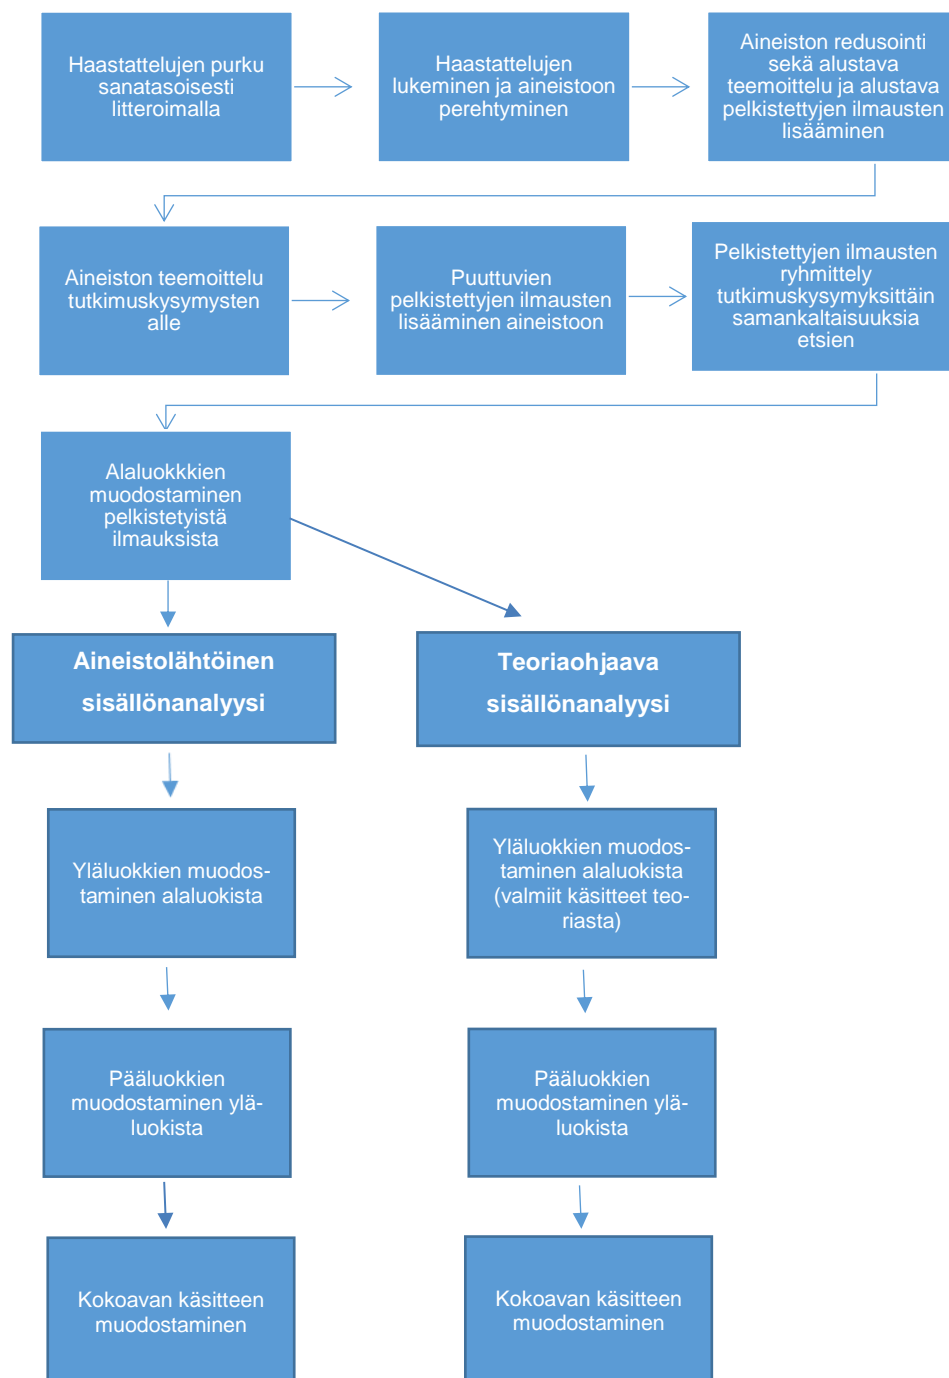 Haastattelujen purku
sanatasoisesti
litteroimalla
Haastattelujen
lukeminen ja aineistoon
perehtyminen
Aineiston redusointi
sekä alustava
teemoittelu ja alustava
pelkistettyjen ilmausten
lisääminen
Aineiston teemoittelu
tutkimuskysymysten
alle
Puuttuvien
pelkistettyjen ilmausten
lisääminen aineistoon
Pelkistettyjen ilmausten
ryhmittely
tutkimuskysymyksittäin
samankaltaisuuksia
etsien
Alaluokkkien
muodostaminen
pelkistetyistä
ilmauksista
Aineistolähtöinen
sisällönanalyysi
Teoriaohjaava
sisällönanalyysi
Yläluokkien muodos-
taminen alaluokista
Yläluokkien muodos-
taminen alaluokista
(valmiit käsitteet teo-
riasta)
Pääluokkien
muodostaminen ylä-
luokista
Pääluokkien
muodostaminen ylä-
luokista
Kokoavan käsitteen
muodostaminen
Kokoavan käsitteen
muodostaminen